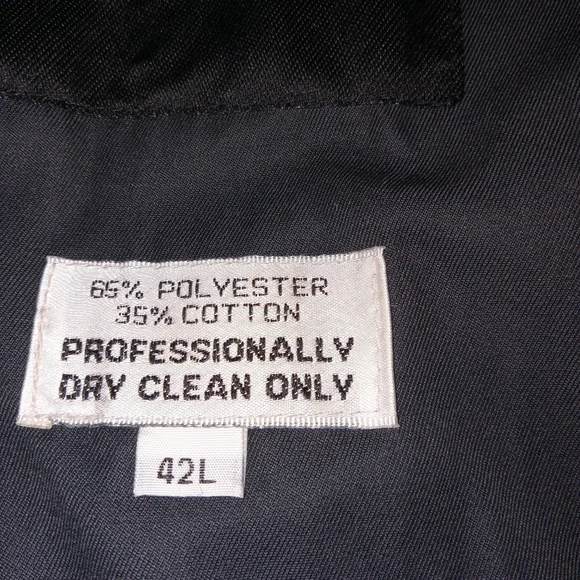 65% POLYESTER
35% COTTON
PROFESSIONALLY
DRY CLEAN ONLY
42L